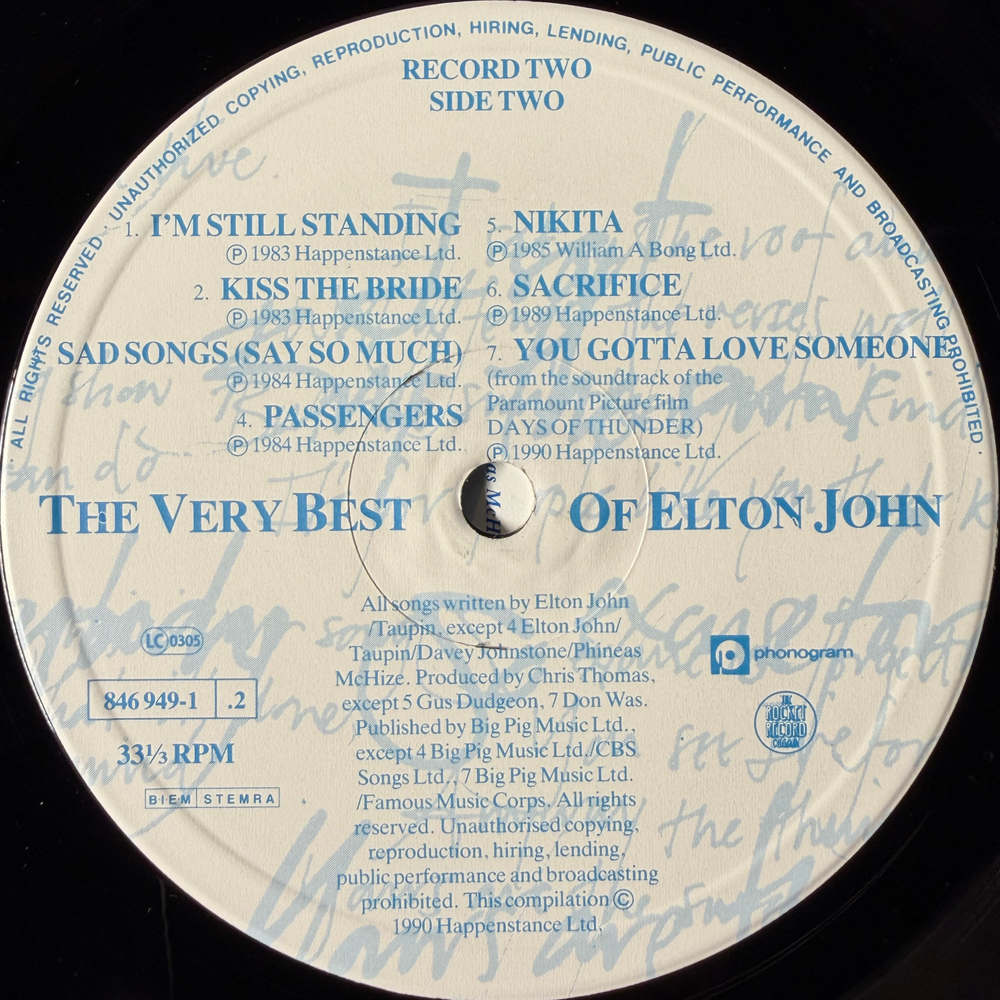 ALL RIGHTS RESERVED · UNAUTHORIZED COPYING, REPRODUCTION, HIRING, LENDING, PUBLIC PERFORMANCE AND BROADCASTING PROHIBITED
RECORD TWO
SIDE TWO
1. I'M STILL STANDING
Ⓟ 1983 Happenstance Ltd.
2. KISS THE BRIDE
Ⓟ 1983 Happenstance Ltd.
SAD SONGS (SAY SO MUCH)
Ⓟ 1984 Happenstance Ltd.
4. PASSENGERS
Ⓟ 1984 Happenstance Ltd.
5. NIKITA
Ⓟ 1985 William A Bong Ltd.
6. SACRIFICE
Ⓟ 1989 Happenstance Ltd.
7. YOU GOTTA LOVE SOMEONE
(from the soundtrack of the
Paramount Picture film
DAYS OF THUNDER)
Ⓟ 1990 Happenstance Ltd.
THE VERY BEST OF ELTON JOHN
All songs written by Elton John
/Taupin, except 4 Elton John/
Taupin/Davey Johnstone/Phineas
McHize. Produced by Chris Thomas,
except 5 Gus Dudgeon, 7 Don Was.
Published by Big Pig Music Ltd.,
except 4 Big Pig Music Ltd./CBS
Songs Ltd., 7 Big Pig Music Ltd.
/Famous Music Corps. All rights
reserved. Unauthorised copying,
reproduction, hiring, lending,
public performance and broadcasting
prohibited. This compilation ©
1990 Happenstance Ltd.
LC 0305
846 949-1 .2
33⅓ RPM
BIEM STEMRA
phonogram
THE
ROCKET
RECORD
COMPANY